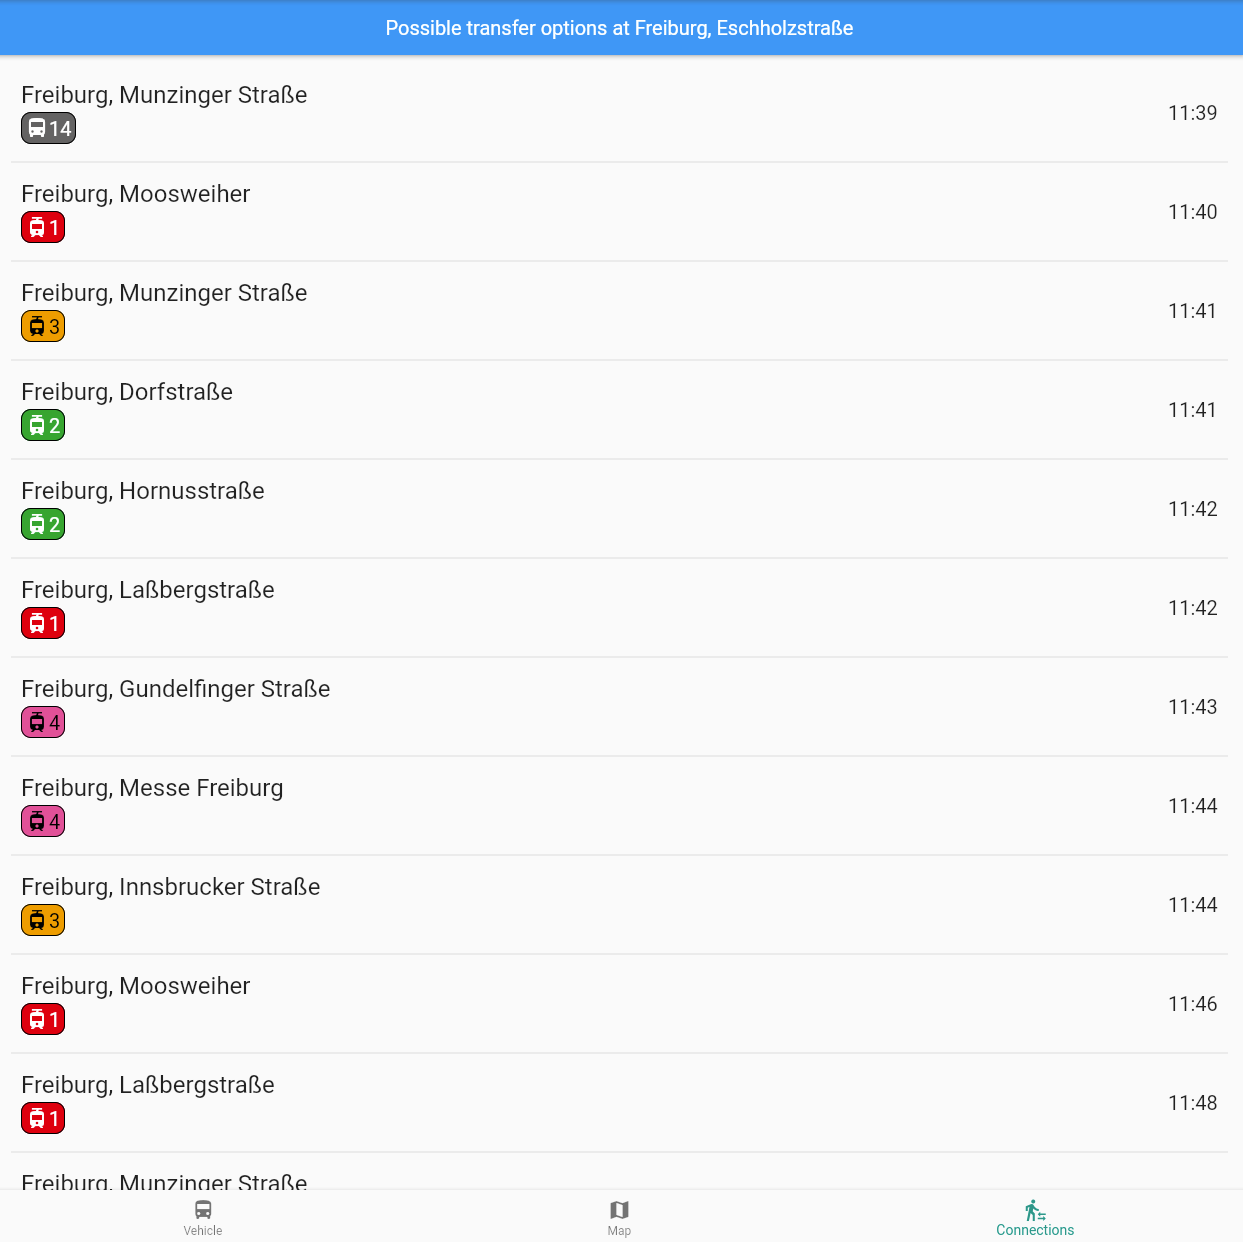 Possible transfer options at Freiburg, Eschholzstraße
Freiburg, Munzinger Straße
14
11:39
Freiburg, Moosweiher
1
11:40
Freiburg, Munzinger Straße
3
11:41
Freiburg, Dorfstraße
2
11:41
Freiburg, Hornusstraße
2
11:42
Freiburg, Laßbergstraße
1
11:42
Freiburg, Gundelfinger Straße
4
11:43
Freiburg, Messe Freiburg
4
11:44
Freiburg, Innsbrucker Straße
3
11:44
Freiburg, Moosweiher
1
11:46
Freiburg, Laßbergstraße
1
11:48
Freiburg, Munzinger Straße
Vehicle
Map
Connections